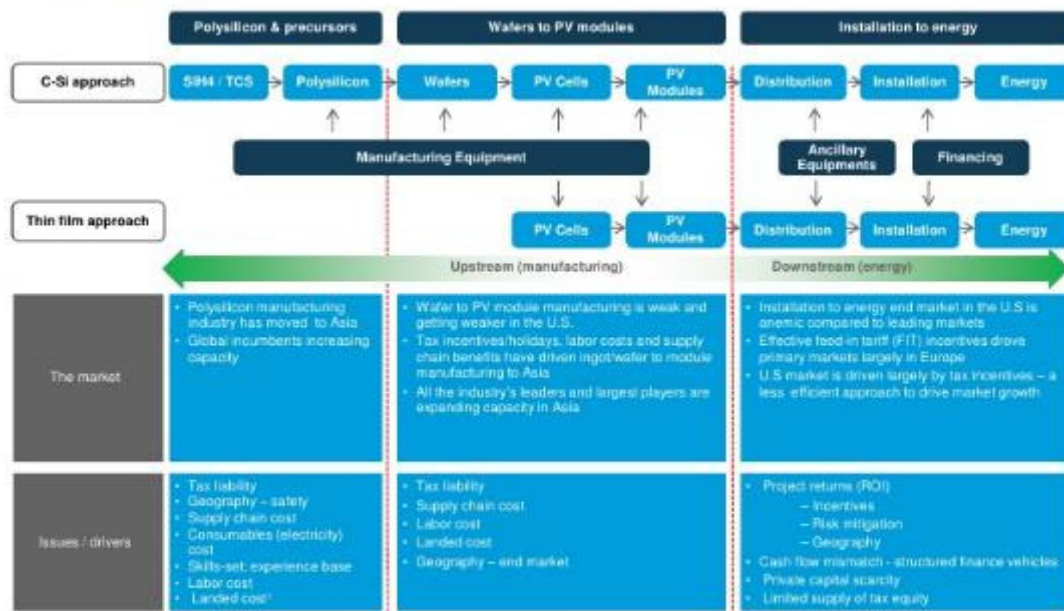 Polysilicon & precursors
Wafers to PV modules
Installation to energy
C-Si approach
SIH4 / TCS
Polysilicon
Wafers
PV Cells
PV
Modules
Distribution
Installation
Energy
Manufacturing Equipment
Ancillary
Equipments
Financing
Thin film approach
PV Cells
PV
Modules
Distribution
Installation
Energy
Upstream (manufacturing)
Downstream (energy)
The market
• Polysilicon manufacturing
industry has moved to Asia
• Global incumbents increasing
capacity
• Wafer to PV module manufacturing is weak and
getting weaker in the U.S.
• Tax incentives/holidays, labor costs and supply
chain benefits have driven ingot/wafer to module
manufacturing to Asia
• All the industry's leaders and largest players are
expanding capacity in Asia
• Installation to energy end market in the U.S is
anemic compared to leading markets
• Effective feed-in tariff (FIT) incentives drove
primary markets largely in Europe
• U.S market is driven largely by tax incentives – a
less efficient approach to drive market growth
Issues / drivers
• Tax liability
• Geography – safety
• Supply chain cost
• Consumables (electricity)
cost
• Skills-set; experience base
• Labor cost
• Landed cost¹
• Tax liability
• Supply chain cost
• Labor cost
• Landed cost
• Geography – end market
• Project returns (ROI)
– Incentives
– Risk mitigation
– Geography
• Cash flow mismatch - structured finance vehicles
• Private capital scarcity
• Limited supply of tax equity